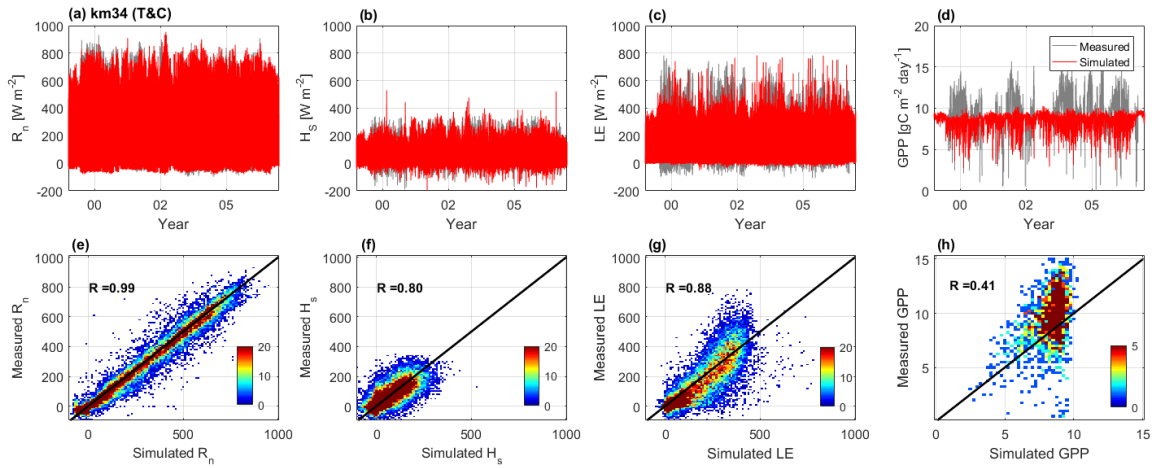 (a) km34 (T&C)
1000
800
600
400
200
0
-200
R_n [W m^-2]
00
02
05
Year
(b)
1000
800
600
400
200
0
-200
H_S [W m^-2]
00
02
05
Year
(c)
1000
800
600
400
200
0
-200
LE [W m^-2]
00
02
05
Year
(d)
20
15
10
5
0
GPP [gC m^-2 day^-1]
Measured
Simulated
00
02
05
Year
(e)
R =0.99
1000
800
600
400
200
0
Measured R_n
20
10
0
0
500
1000
Simulated R_n
(f)
R =0.80
1000
800
600
400
200
0
Measured H_s
20
10
0
0
500
1000
Simulated H_s
(g)
R =0.88
1000
800
600
400
200
0
Measured LE
20
10
0
0
500
1000
Simulated LE
(h)
R =0.41
15
10
5
Measured GPP
5
0
0
5
10
15
Simulated GPP